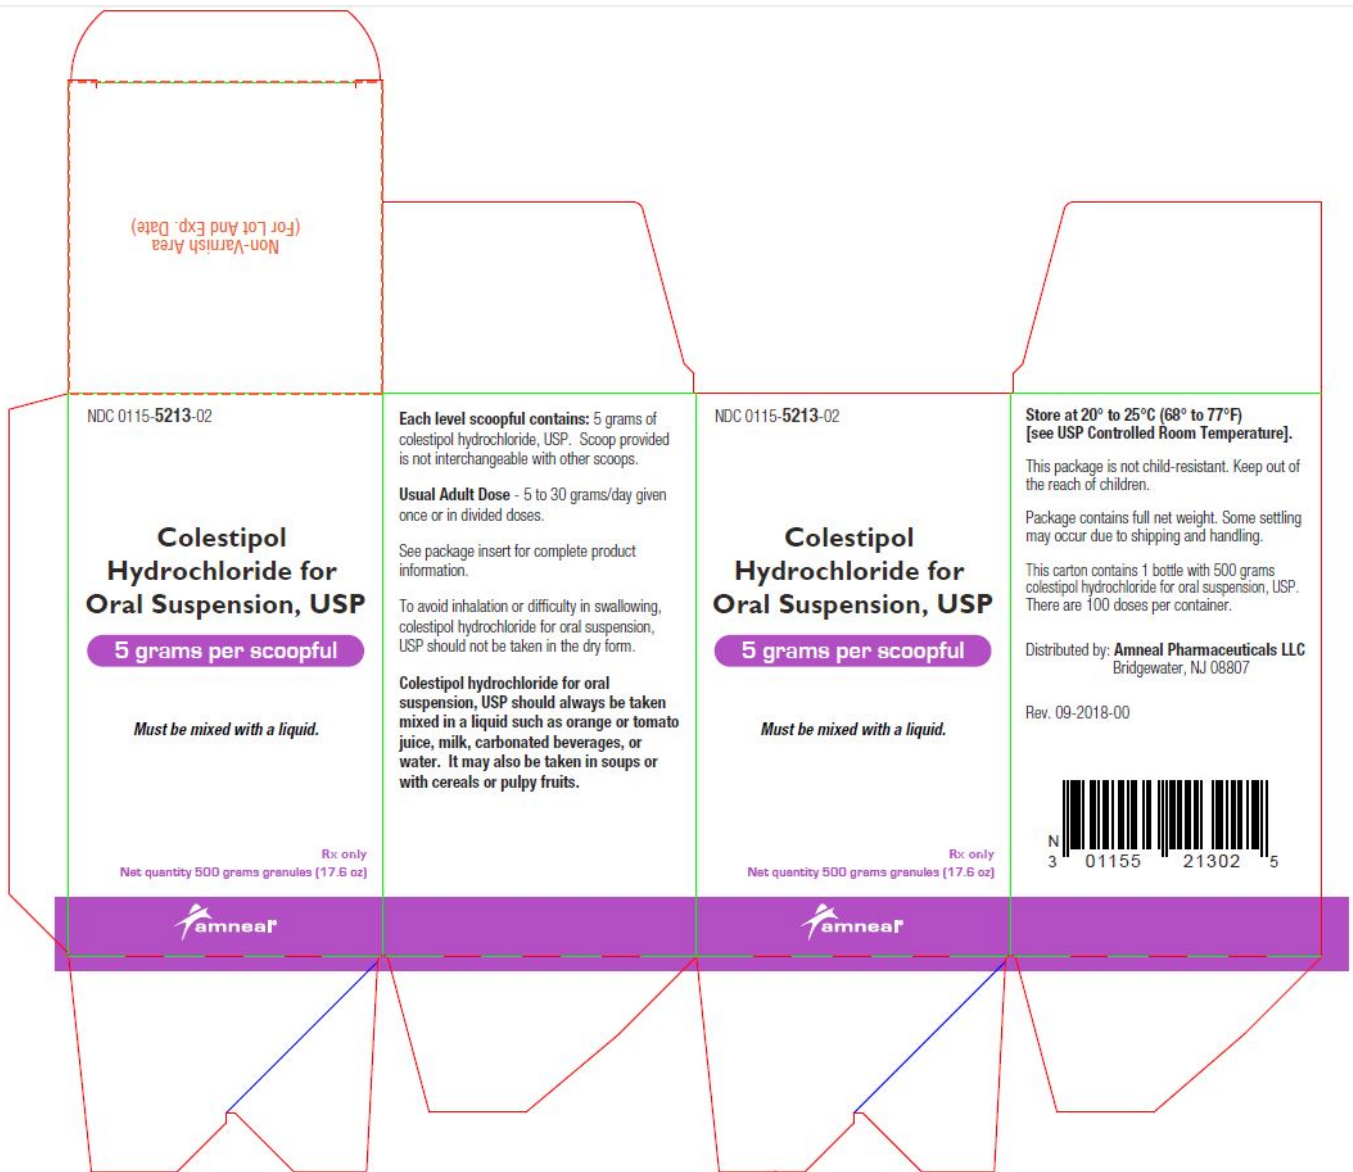 (For Lot And Exp. Date)
Non-Varnish Area
NDC 0115-5213-02
Colestipol
Hydrochloride for
Oral Suspension, USP
5 grams per scoopful
Must be mixed with a liquid.
Rx only
Net quantity 500 grams granules (17.6 oz)
amneal
Each level scoopful contains: 5 grams of
colestipol hydrochloride, USP. Scoop provided
is not interchangeable with other scoops.
Usual Adult Dose - 5 to 30 grams/day given
once or in divided doses.
See package insert for complete product
information.
To avoid inhalation or difficulty in swallowing,
colestipol hydrochloride for oral suspension,
USP should not be taken in the dry form.
Colestipol hydrochloride for oral
suspension, USP should always be taken
mixed in a liquid such as orange or tomato
juice, milk, carbonated beverages, or
water. It may also be taken in soups or
with cereals or pulpy fruits.
NDC 0115-5213-02
Colestipol
Hydrochloride for
Oral Suspension, USP
5 grams per scoopful
Must be mixed with a liquid.
Rx only
Net quantity 500 grams granules (17.6 oz)
amneal
Store at 20° to 25°C (68° to 77°F)
[see USP Controlled Room Temperature].
This package is not child-resistant. Keep out of
the reach of children.
Package contains full net weight. Some settling
may occur due to shipping and handling.
This carton contains 1 bottle with 500 grams
colestipol hydrochloride for oral suspension, USP.
There are 100 doses per container.
Distributed by: Amneal Pharmaceuticals LLC
Bridgewater, NJ 08807
Rev. 09-2018-00
N
3 01155 21302 5